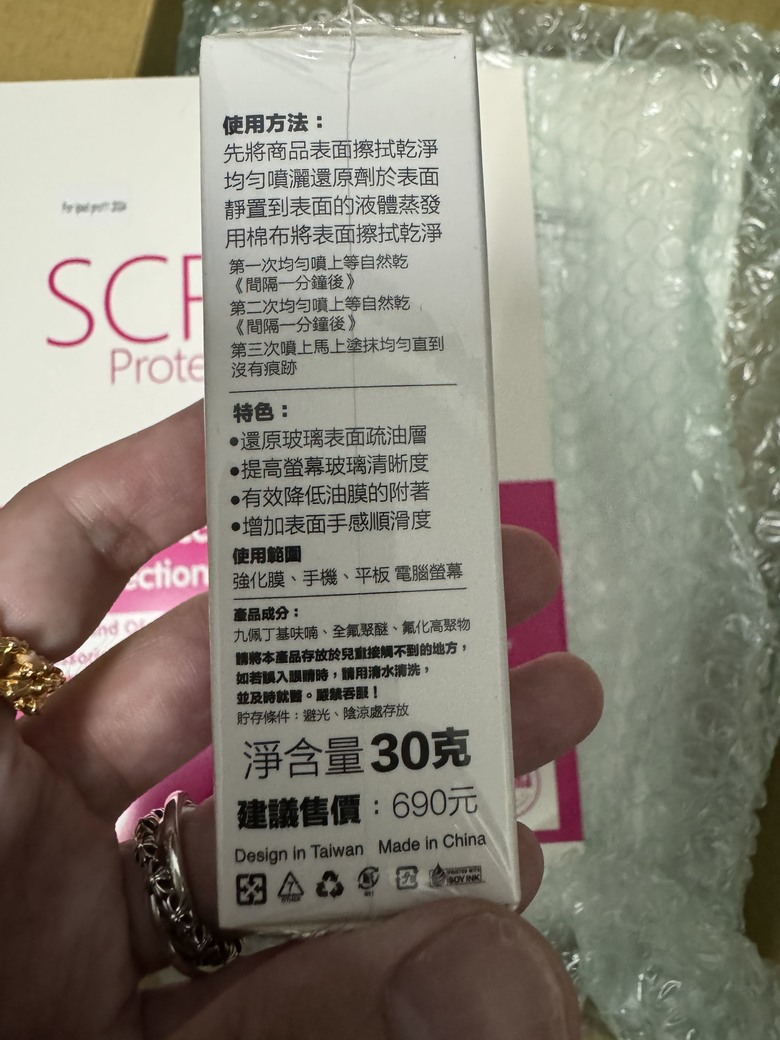 使用方法：
先將商品表面擦拭乾淨
均勻噴灑還原劑於表面
靜置到表面的液體蒸發
用棉布將表面擦拭乾淨
第一次均勻噴上等自然乾
《間隔一分鐘後》
第二次均勻噴上等自然乾
《間隔一分鐘後》
第三次噴上馬上塗抹均勻直到
沒有痕跡
特色：
•還原玻璃表面疏油層
•提高螢幕玻璃清晰度
•有效降低油膜的附著
•增加表面手感順滑度
使用範圍
強化膜、手機、平板 電腦螢幕
產品成分：
九佩丁基呋喃、全氟聚醚、氟化高聚物
請將本產品存放於兒童接觸不到的地方，
如若誤入眼睛時，請用清水清洗，
並及時就醫。嚴禁吞服！
貯存條件：避光、陰涼處存放
淨含量30克
建議售價：690元
Design in Taiwan Made in China
PRINTED WITH
SOY INK
SCR
Prote
ection